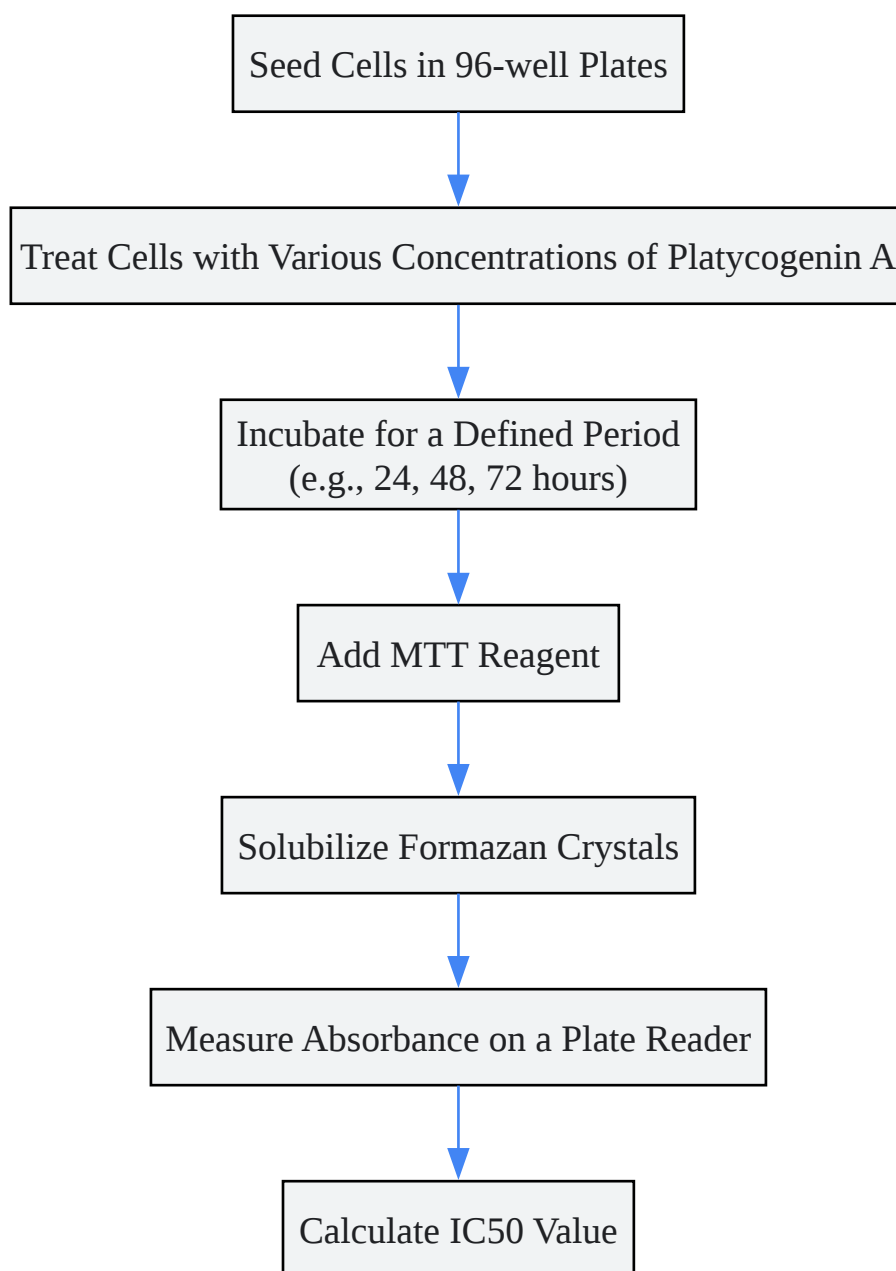 Seed Cells in 96-well Plates
Treat Cells with Various Concentrations of Platycogenin A
Incubate for a Defined Period
(e.g., 24, 48, 72 hours)
Add MTT Reagent
Solubilize Formazan Crystals
Measure Absorbance on a Plate Reader
Calculate IC50 Value